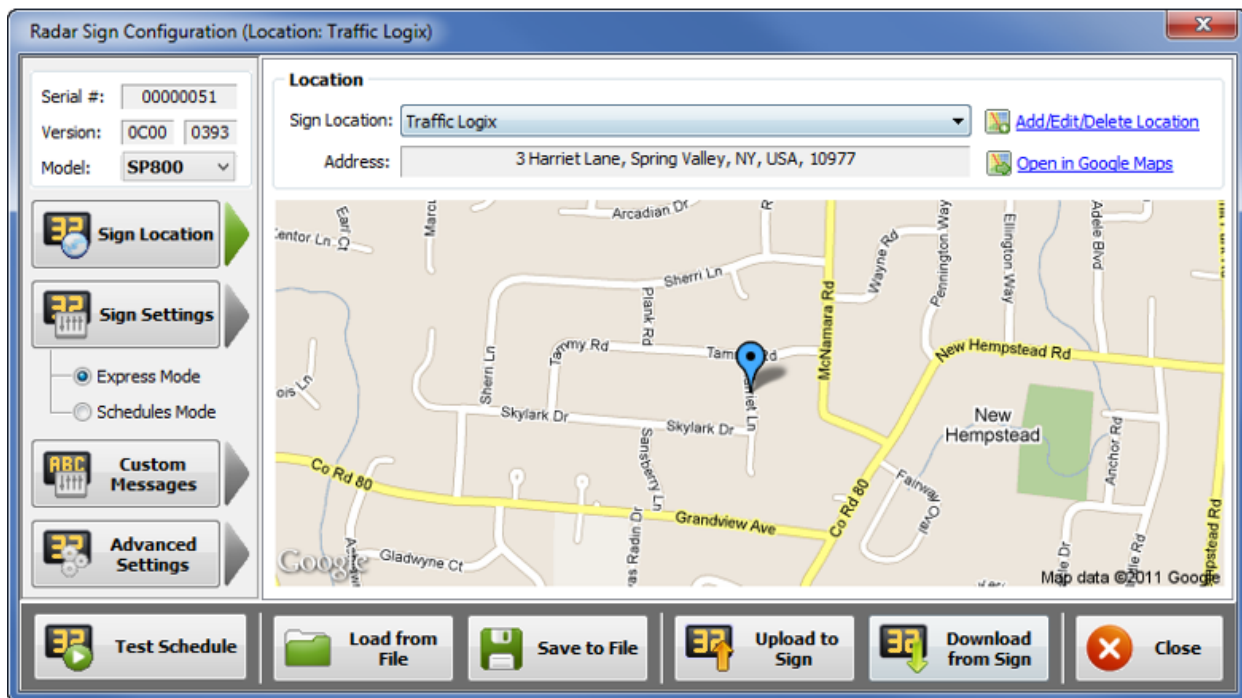 Radar Sign Configuration (Location: Traffic Logix)
Serial #: 00000051
Version: 0C00 0393
Model: SP800
Location
Sign Location: Traffic Logix
Add/Edit/Delete Location
Address: 3 Harriet Lane, Spring Valley, NY, USA, 10977
Open in Google Maps
Sign Location
Sign Settings
Express Mode
Schedules Mode
Custom
Messages
Advanced
Settings
Earl Ct
Arcadian Dr
Sherri Ln
Wayne Rd
Pennington Way
Ellington Way
Adele Blvd
Plank Rd
McNamara Rd
Tammy Rd
New Hempstead Rd
Sherri Ln
Skylark Dr
Skylark Dr
New
Hempstead
Anchor Rd
Sansberry Ln
Co Rd 80
Fairway Oval
Grandview Ave
Co Rd 80
Gladwyne Ct
Google
Map data ©2011 Google
Test Schedule
Load from
File
Save to File
Upload to
Sign
Download
from Sign
Close